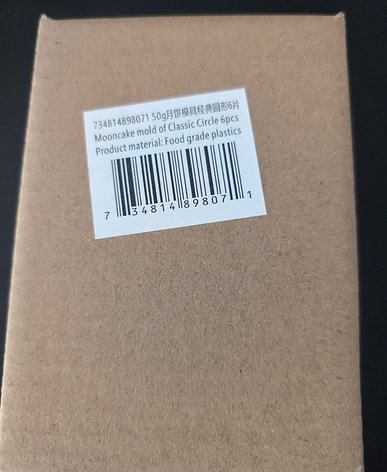 734814898071 50g月饼模具经典圆形6片
Mooncake mold of Classic Circle 6pcs
Product material: Food grade plastics
7 34814 89807 1